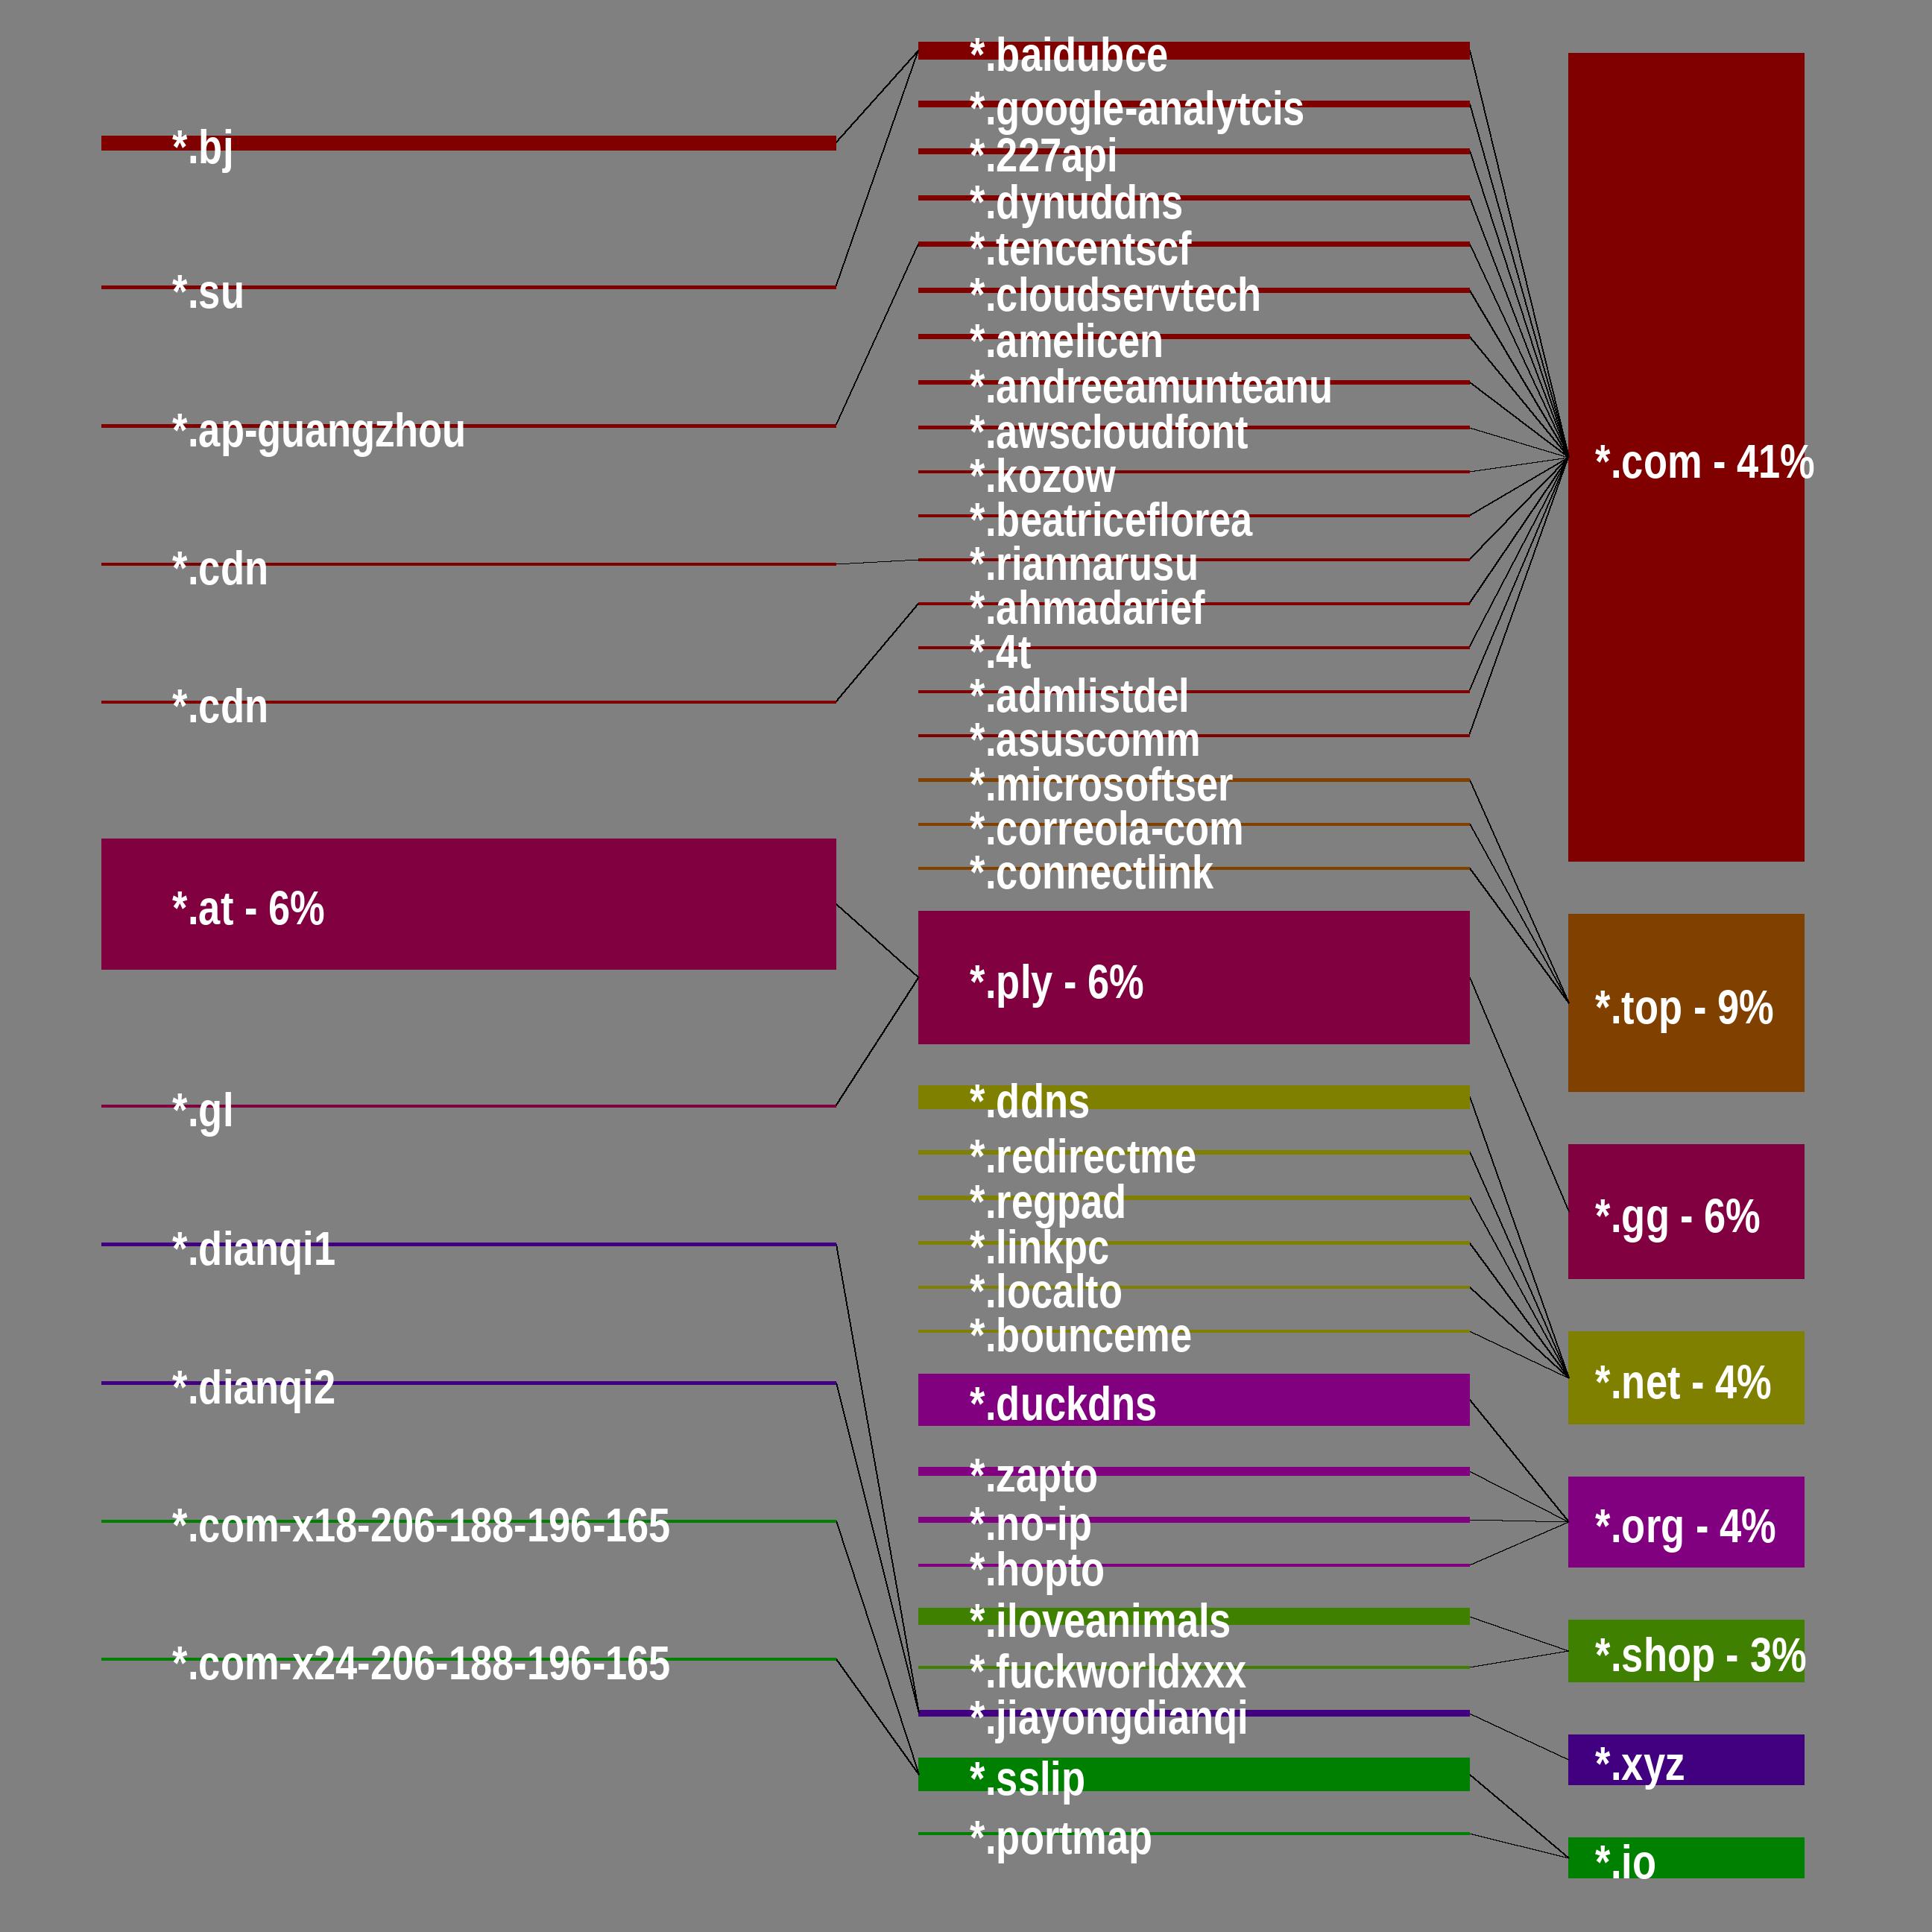 *.bj
*.su
*.ap-guangzhou
*.cdn
*.cdn
*.at - 6%
*.gl
*.dianqi1
*.dianqi2
*.com-x18-206-188-196-165
*.com-x24-206-188-196-165
*.baidubce
*.google-analytcis
*.227api
*.dynuddns
*.tencentscf
*.cloudservtech
*.amelicen
*.andreeamunteanu
*.awscloudfont
*.kozow
*.beatriceflorea
*.riannarusu
*.ahmadarief
*.4t
*.admlistdel
*.asuscomm
*.microsoftser
*.correola-com
*.connectlink
*.ply - 6%
*.ddns
*.redirectme
*.regpad
*.linkpc
*.localto
*.bounceme
*.duckdns
*.zapto
*.no-ip
*.hopto
*.iloveanimals
*.fuckworldxxx
*.jiayongdianqi
*.sslip
*.portmap
*.com - 41%
*.top - 9%
*.gg - 6%
*.net - 4%
*.org - 4%
*.shop - 3%
*.xyz
*.io